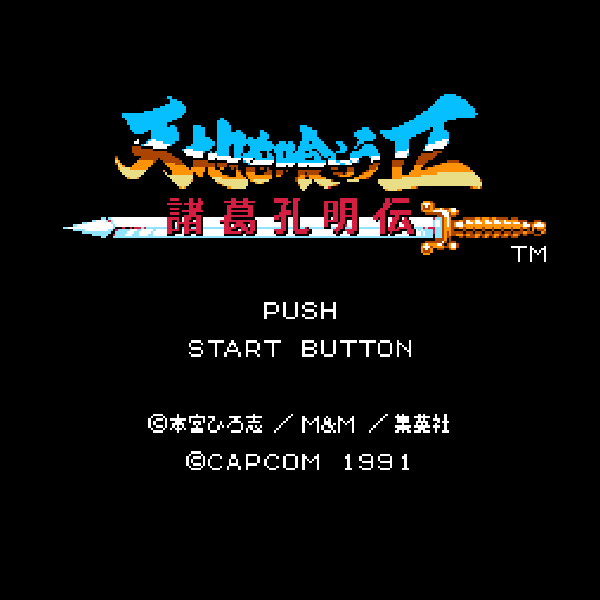 天地を喰らうII
諸葛孔明伝
TM
PUSH
START BUTTON
©本宮ひろ志 / M&M / 集英社
©CAPCOM 1991